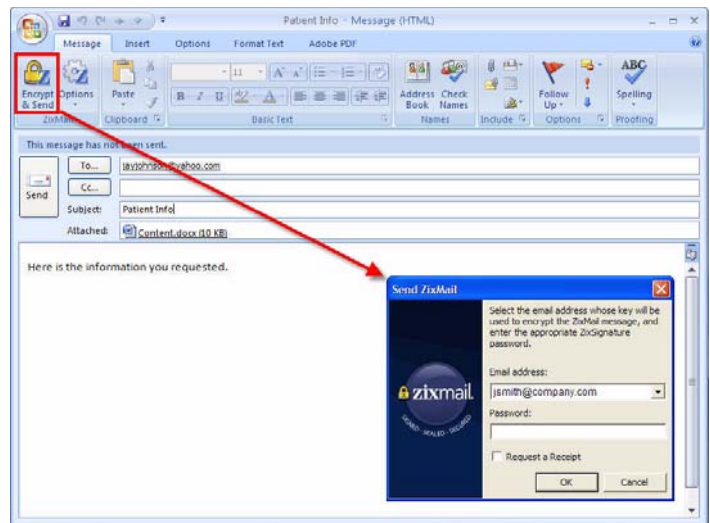 Patient Info - Message (HTML)
Message Insert Options Format Text Adobe PDF
Encrypt & Send
Options
Paste
11
B I U
Address Book
Check Names
Follow Up
ABC
Spelling
ZixMail Clipboard Basic Text Names Include Options Proofing
This message has not been sent.
Send
To... jayjohnson@yahoo.com
Cc...
Subject: Patient Info
Attached: Content.docx (10 KB)
Here is the information you requested.
Send ZixMail
Select the email address whose key will be
used to encrypt the ZixMail message, and
enter the appropriate ZixSignature
password.
Email address:
jsmith@company.com
Password:
Request a Receipt
OK Cancel
zixmail.
SIGNED · SEALED · SECURED